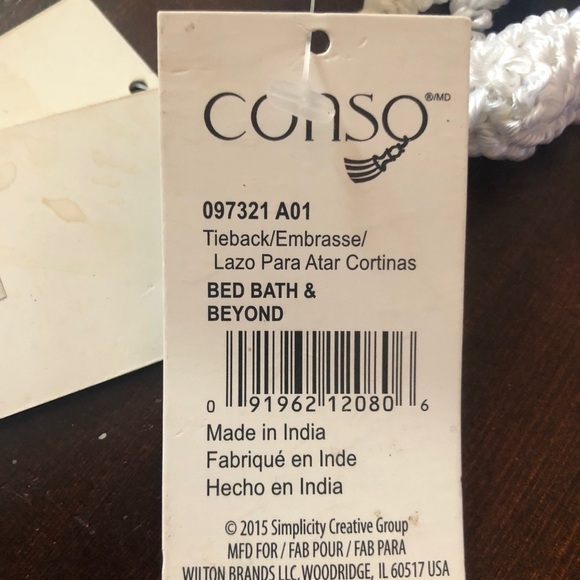 conso ®/MD
097321 A01
Tieback/Embrasse/
Lazo Para Atar Cortinas
BED BATH &
BEYOND
0 91962 12080 6
Made in India
Fabriqué en Inde
Hecho en India
© 2015 Simplicity Creative Group
MFD FOR / FAB POUR / FAB PARA
WILTON BRANDS LLC, WOODRIDGE, IL 60517 USA